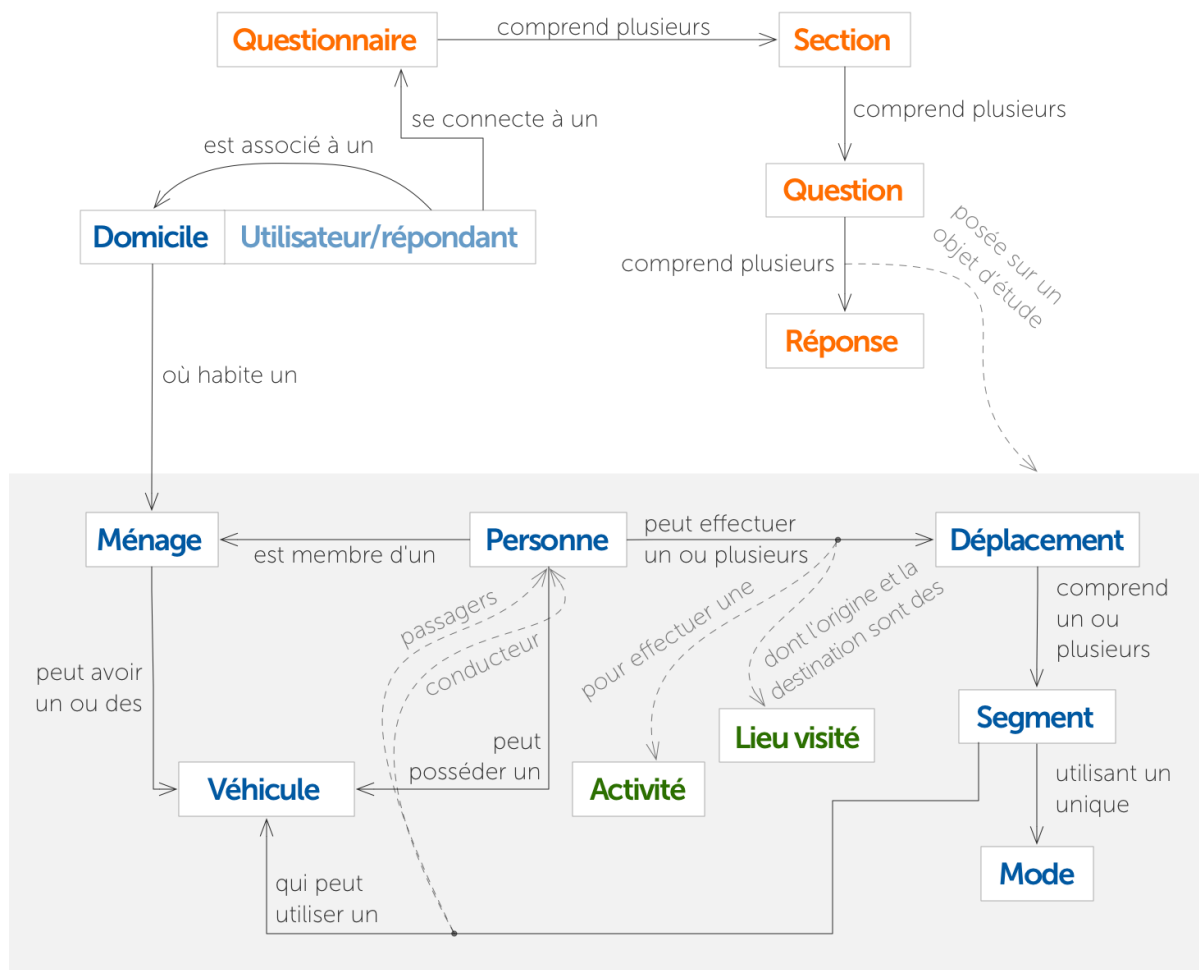 Questionnaire
comprend plusieurs
Section
se connecte à un
comprend plusieurs
est associé à un
Question
Domicile
Utilisateur/répondant
posée sur un
objet d'étude
comprend plusieurs
Réponse
où habite un
Ménage
est membre d'un
Personne
peut effectuer
un ou plusieurs
Déplacement
passagers
conducteur
pour effectuer une
dont l'origine et la
destination sont des
comprend
un ou
plusieurs
peut avoir
un ou des
Segment
Lieu visité
peut
posséder un
Véhicule
Activité
utilisant un
unique
Mode
qui peut
utiliser un